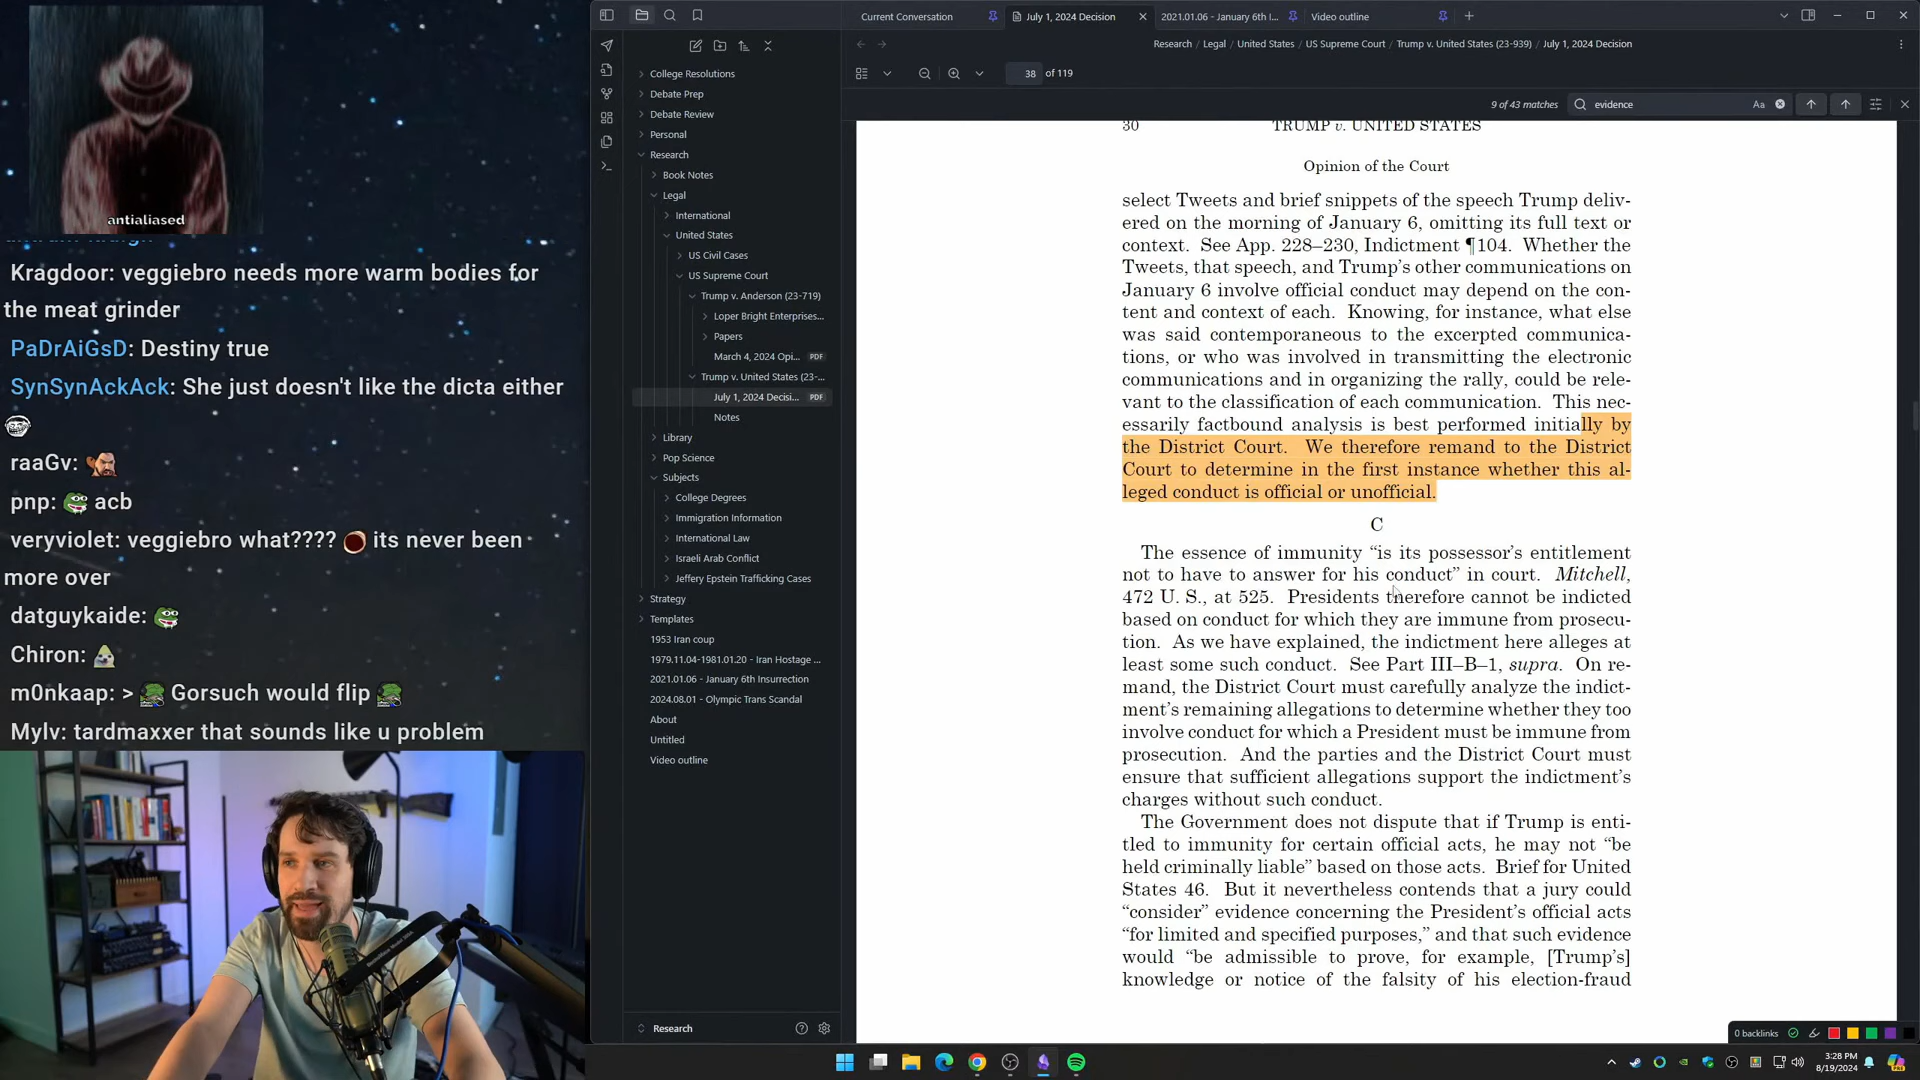 antialiased
Kragdoor: veggiebro needs more warm bodies for
the meat grinder
PaDrAiGsD: Destiny true
SynSynAckAck: She just doesn't like the dicta either
raaGv:
pnp: acb
veryviolet: veggiebro what???? its never been
more over
datguykaide:
Chiron:
m0nkaap: > Gorsuch would flip
Mylv: tardmaxxer that sounds like u problem
College Resolutions
Debate Prep
Debate Review
Personal
Research
Book Notes
Legal
International
United States
US Civil Cases
US Supreme Court
Trump v. Anderson (23-719)
Loper Bright Enterprises...
Papers
March 4, 2024 Opi... PDF
Trump v. United States (23-...
July 1, 2024 Decisi... PDF
Notes
Library
Pop Science
Subjects
College Degrees
Immigration Information
International Law
Israeli Arab Conflict
Jeffery Epstein Trafficking Cases
Strategy
Templates
1953 Iran coup
1979.11.04-1981.01.20 - Iran Hostage ...
2021.01.06 - January 6th Insurrection
2024.08.01 - Olympic Trans Scandal
About
Untitled
Video outline
Research
Current Conversation
July 1, 2024 Decision
2021.01.06 - January 6th I...
Video outline
Research | Legal | United States | US Supreme Court | Trump v. United States (23-939) | July 1, 2024 Decision
38 of 119
9 of 43 matches
evidence
Aa
30 TRUMP v. UNITED STATES
Opinion of the Court
select Tweets and brief snippets of the speech Trump deliv-
ered on the morning of January 6, omitting its full text or
context. See App. 228–230, Indictment ¶104. Whether the
Tweets, that speech, and Trump's other communications on
January 6 involve official conduct may depend on the con-
tent and context of each. Knowing, for instance, what else
was said contemporaneous to the excerpted communica-
tions, or who was involved in transmitting the electronic
communications and in organizing the rally, could be rele-
vant to the classification of each communication. This nec-
essarily factbound analysis is best performed initially by
the District Court. We therefore remand to the District
Court to determine in the first instance whether this al-
leged conduct is official or unofficial.
C
The essence of immunity “is its possessor's entitlement
not to have to answer for his conduct” in court. Mitchell,
472 U. S., at 525. Presidents therefore cannot be indicted
based on conduct for which they are immune from prosecu-
tion. As we have explained, the indictment here alleges at
least some such conduct. See Part III–B–1, supra. On re-
mand, the District Court must carefully analyze the indict-
ment's remaining allegations to determine whether they too
involve conduct for which a President must be immune from
prosecution. And the parties and the District Court must
ensure that sufficient allegations support the indictment's
charges without such conduct.
The Government does not dispute that if Trump is enti-
tled to immunity for certain official acts, he may not “be
held criminally liable” based on those acts. Brief for United
States 46. But it nevertheless contends that a jury could
“consider” evidence concerning the President's official acts
“for limited and specified purposes,” and that such evidence
would “be admissible to prove, for example, [Trump's]
knowledge or notice of the falsity of his election-fraud
0 backlinks
3:28 PM
8/19/2024